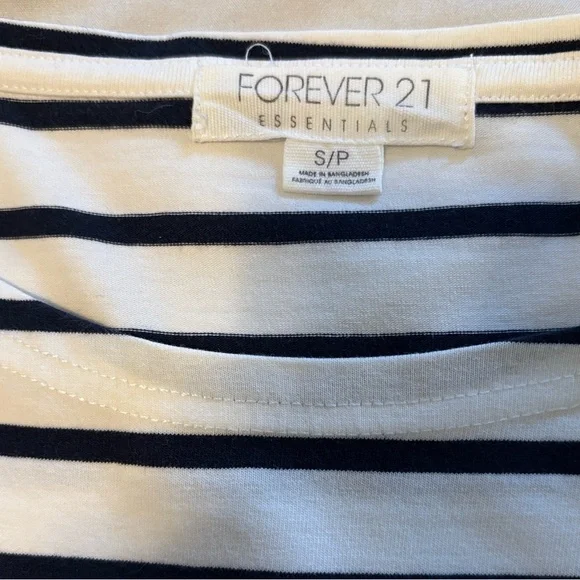 FOREVER 21
ESSENTIALS
S/P
MADE IN BANGLADESH
FABRIQUÉ AU BANGLADESH